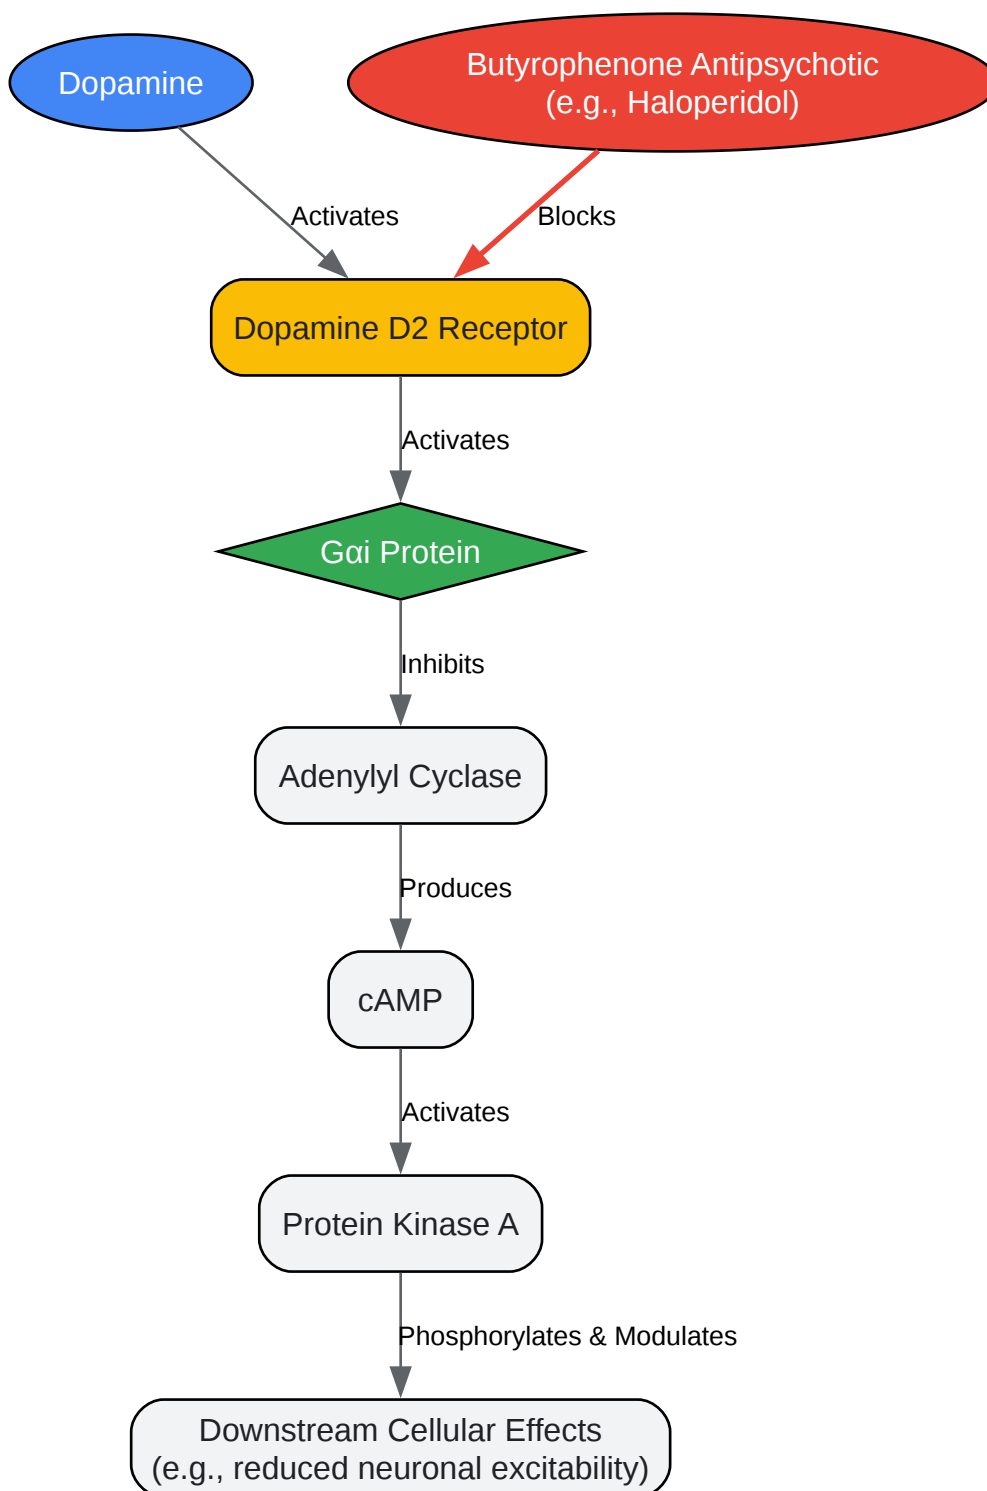 Dopamine
Butyrophenone Antipsychotic
(e.g., Haloperidol)
Activates
Blocks
Dopamine D2 Receptor
Activates
Gαi Protein
Inhibits
Adenylyl Cyclase
Produces
cAMP
Activates
Protein Kinase A
Phosphorylates & Modulates
Downstream Cellular Effects
(e.g., reduced neuronal excitability)